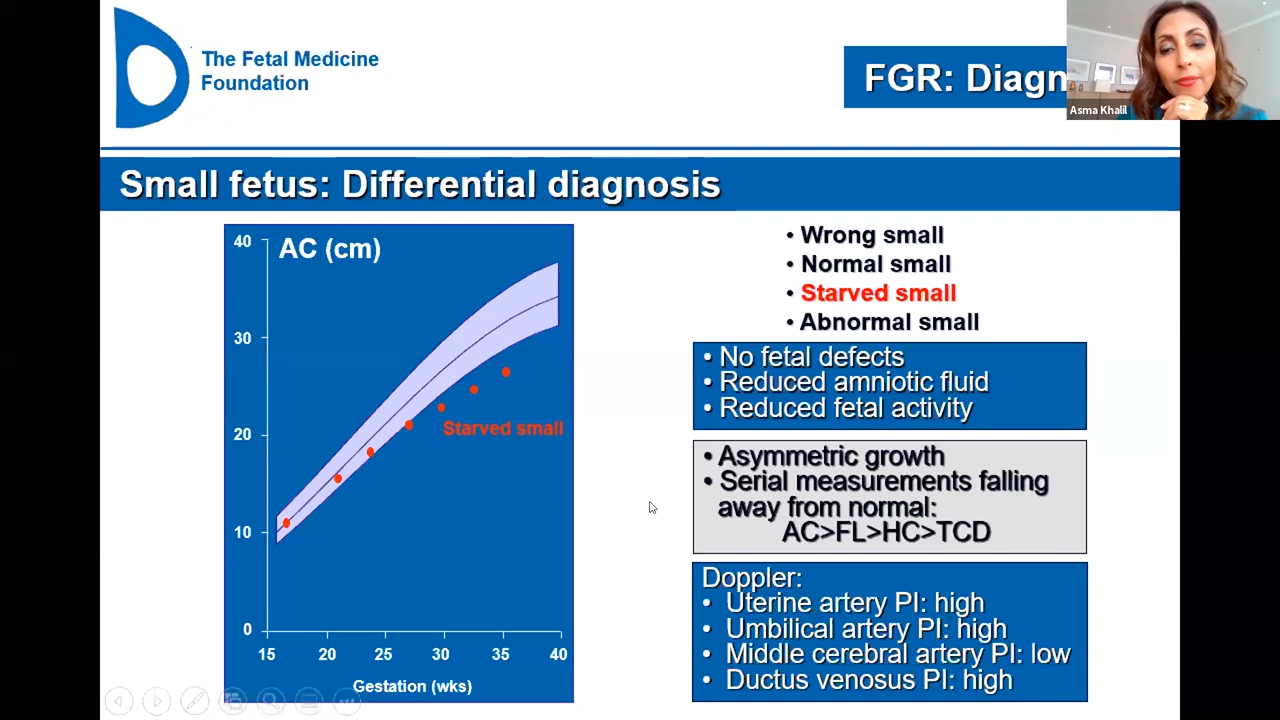 The Fetal Medicine
Foundation
FGR: Diagn
Asma Khalil
Small fetus: Differential diagnosis
AC (cm)
40
30
20
10
0
15 20 25 30 35 40
Gestation (wks)
Starved small
• Wrong small
• Normal small
• Starved small
• Abnormal small
• No fetal defects
• Reduced amniotic fluid
• Reduced fetal activity
• Asymmetric growth
• Serial measurements falling
away from normal:
AC>FL>HC>TCD
Doppler:
• Uterine artery PI: high
• Umbilical artery PI: high
• Middle cerebral artery PI: low
• Ductus venosus PI: high